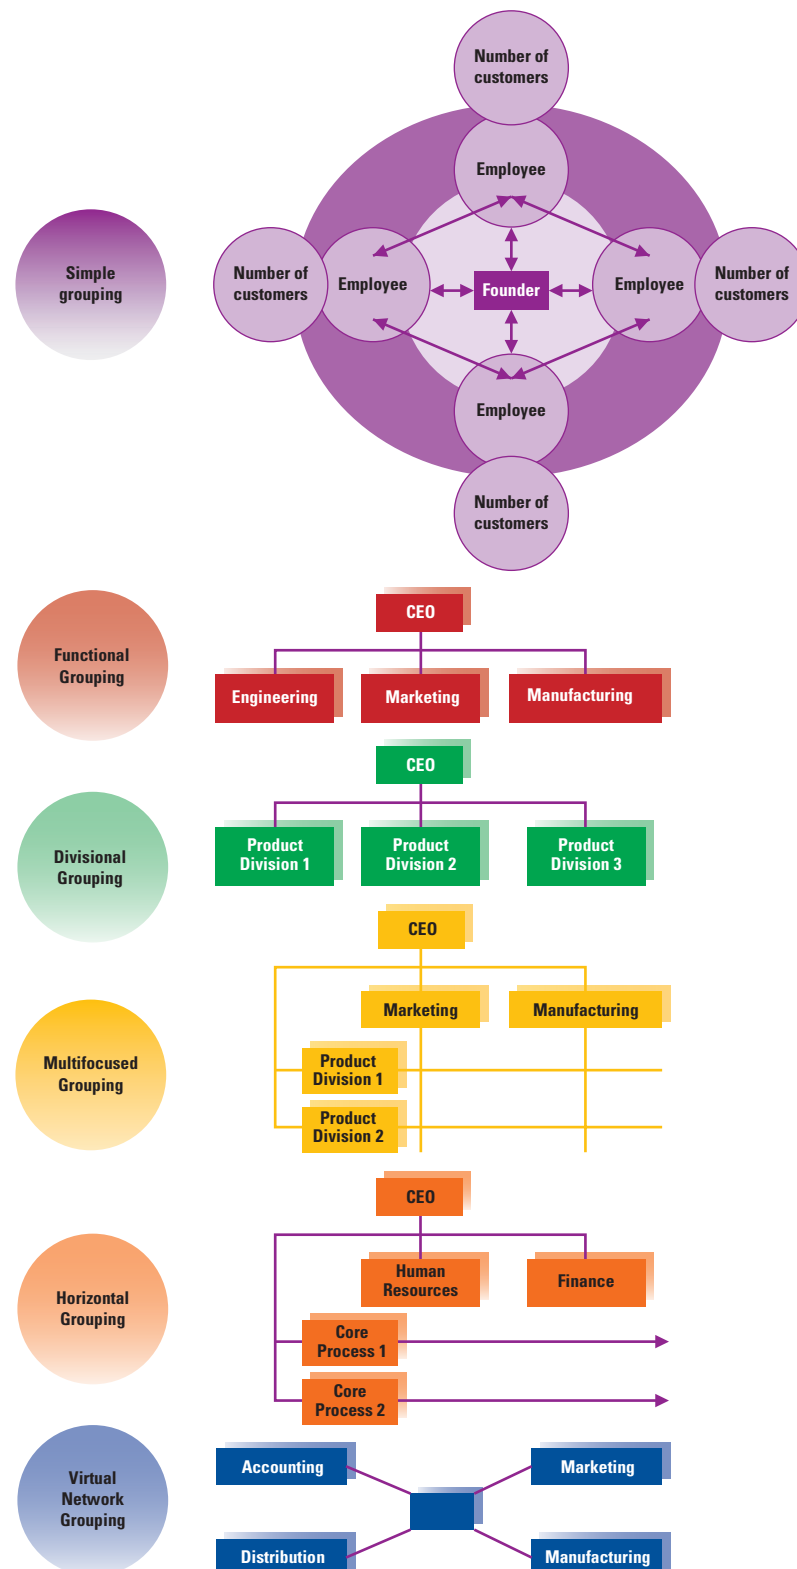 Number of
customers
Employee
Simple
grouping
Number of
customers
Employee
Founder
Employee
Number of
customers
Employee
Number of
customers
Functional
Grouping
CEO
Engineering
Marketing
Manufacturing
Divisional
Grouping
CEO
Product
Division 1
Product
Division 2
Product
Division 3
Multifocused
Grouping
CEO
Marketing
Manufacturing
Product
Division 1
Product
Division 2
Horizontal
Grouping
CEO
Human
Resources
Finance
Core
Process 1
Core
Process 2
Virtual
Network
Grouping
Accounting
Marketing
Distribution
Manufacturing